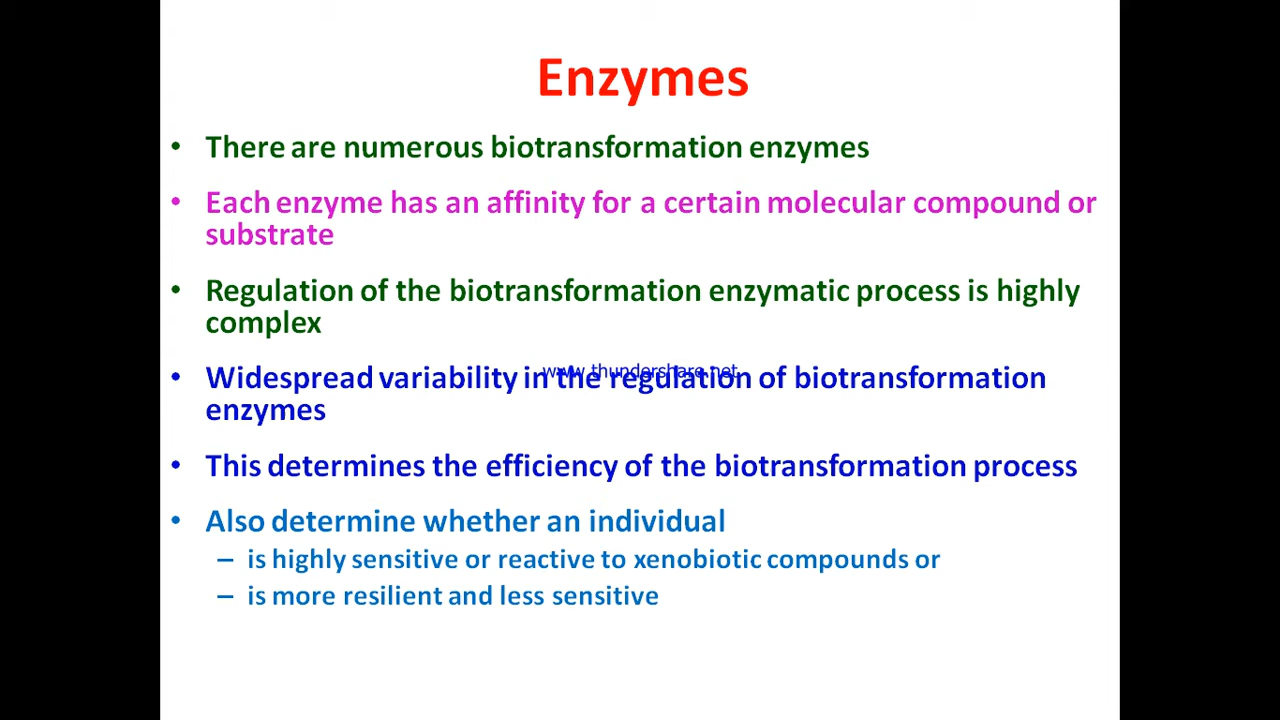 Enzymes
• There are numerous biotransformation enzymes
• Each enzyme has an affinity for a certain molecular compound or
substrate
• Regulation of the biotransformation enzymatic process is highly
complex
www.thundershare.net
• Widespread variability in the regulation of biotransformation
enzymes
• This determines the efficiency of the biotransformation process
• Also determine whether an individual
– is highly sensitive or reactive to xenobiotic compounds or
– is more resilient and less sensitive